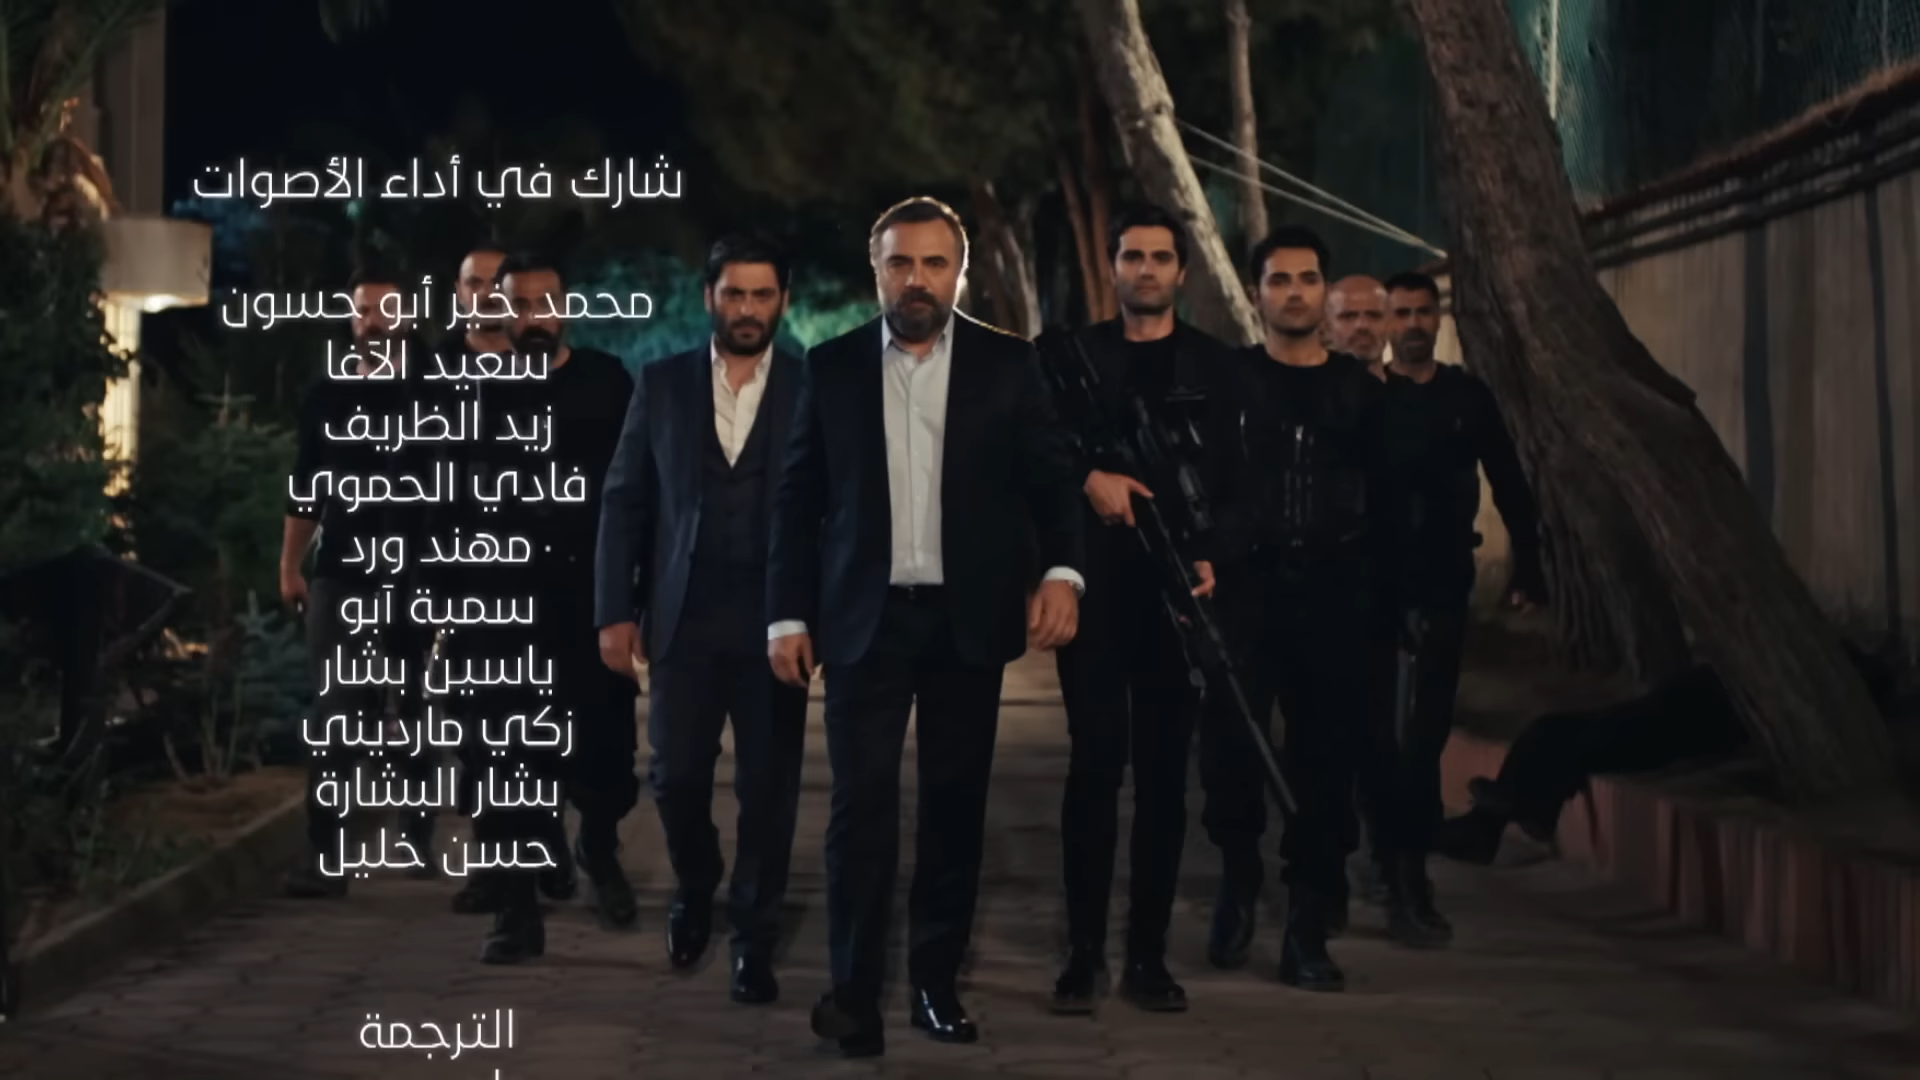 شارك في أداء الأصوات
محمد خير أبو حسون
سعيد الآغا
زيد الظريف
فادي الحموي
مهند ورد
سمية آبو
ياسين بشار
زكي مارديني
بشار البشارة
حسن خليل
الترجمة